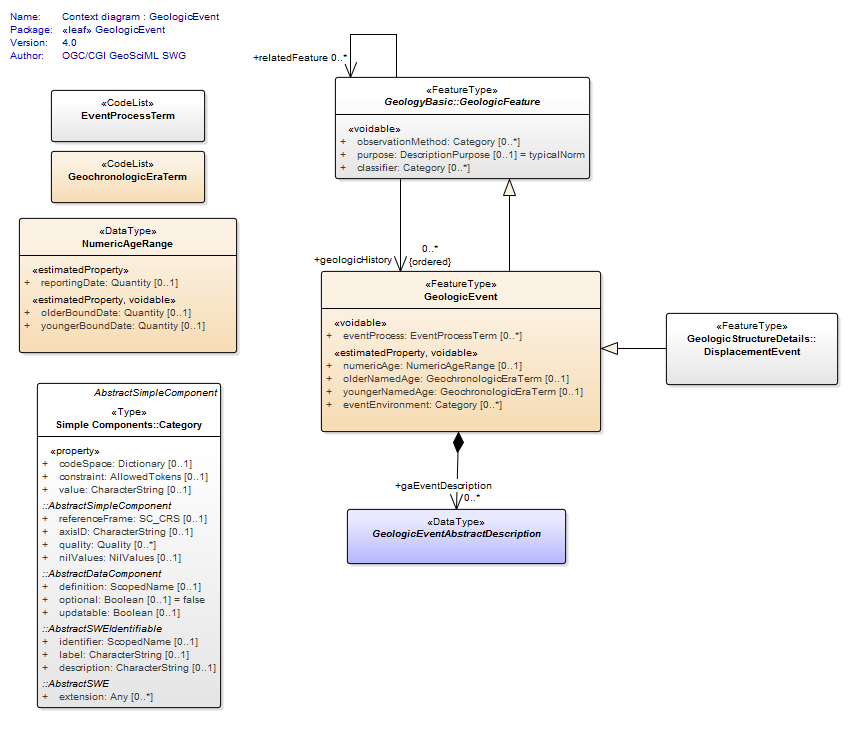 Name: Context diagram : GeologicEvent
Package: «leaf» GeologicEvent
Version: 4.0
Author: OGC/CGI GeoSciML SWG
+relatedFeature 0..*
«FeatureType»
GeologyBasic::GeologicFeature
«voidable»
+ observationMethod: Category [0..*]
+ purpose: DescriptionPurpose [0..1] = typicalNorm
+ classifier: Category [0..*]
«CodeList»
EventProcessTerm
«CodeList»
GeochronologicEraTerm
«DataType»
NumericAgeRange
«estimatedProperty»
+ reportingDate: Quantity [0..1]
«estimatedProperty, voidable»
+ olderBoundDate: Quantity [0..1]
+ youngerBoundDate: Quantity [0..1]
0..*
+geologicHistory {ordered}
«FeatureType»
GeologicEvent
«voidable»
+ eventProcess: EventProcessTerm [0..*]
«estimatedProperty, voidable»
+ numericAge: NumericAgeRange [0..1]
+ olderNamedAge: GeochronologicEraTerm [0..1]
+ youngerNamedAge: GeochronologicEraTerm [0..1]
+ eventEnvironment: Category [0..*]
«FeatureType»
GeologicStructureDetails::
DisplacementEvent
AbstractSimpleComponent
«Type»
Simple Components::Category
«property»
+ codeSpace: Dictionary [0..1]
+ constraint: AllowedTokens [0..1]
+ value: CharacterString [0..1]
::AbstractSimpleComponent
+ referenceFrame: SC_CRS [0..1]
+ axisID: CharacterString [0..1]
+ quality: Quality [0..*]
+ nilValues: NilValues [0..1]
::AbstractDataComponent
+ definition: ScopedName [0..1]
+ optional: Boolean [0..1] = false
+ updatable: Boolean [0..1]
::AbstractSWEIdentifiable
+ identifier: ScopedName [0..1]
+ label: CharacterString [0..1]
+ description: CharacterString [0..1]
::AbstractSWE
+ extension: Any [0..*]
+gaEventDescription
0..*
«DataType»
GeologicEventAbstractDescription